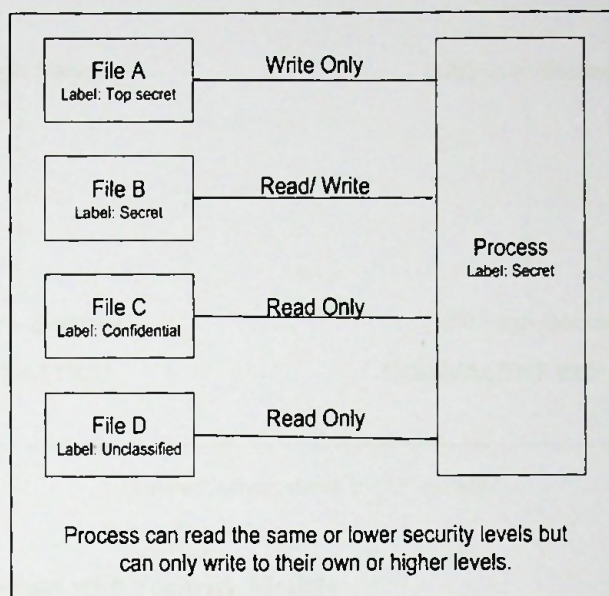 File A
Label: Top secret
Write Only
File B
Label: Secret
Read/ Write
Process
Label: Secret
File C
Label: Confidential
Read Only
File D
Label: Unclassified
Read Only
Process can read the same or lower security levels but
can only write to their own or higher levels.